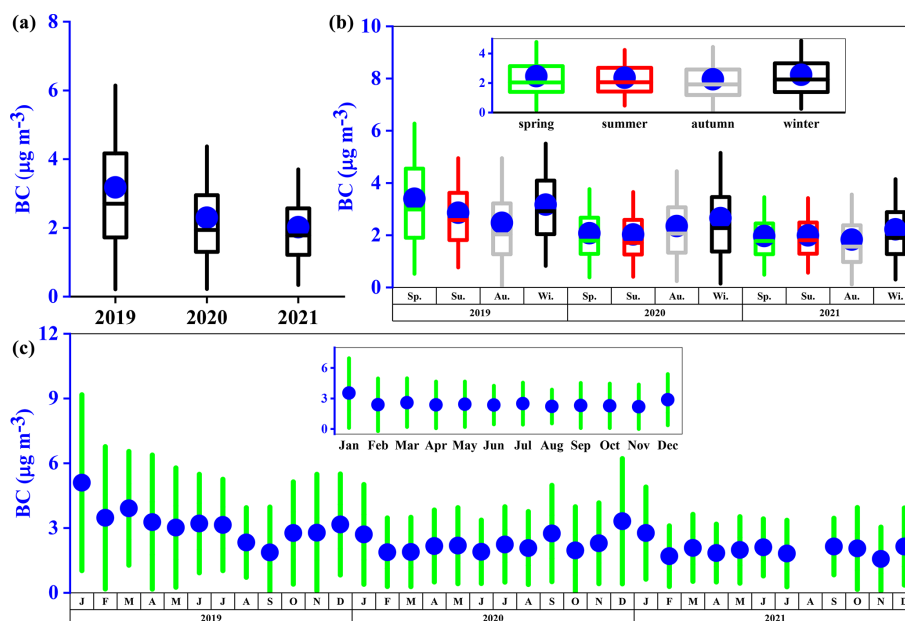 (a)
8
6
4
2
0
BC (μg m−3)
2019 2020 2021
(b)
10
8
6
4
2
0
BC (μg m−3)
4
2
0
spring summer autumn winter
Sp. Su. Au. Wi. Sp. Su. Au. Wi. Sp. Su. Au. Wi.
2019 2020 2021
(c)
12
9
6
3
0
BC (μg m−3)
6
3
0
Jan Feb Mar Apr May Jun Jul Aug Sep Oct Nov Dec
J F M A M J J A S O N D J F M A M J J A S O N D J F M A M J J A S O N D
2019 2020 2021